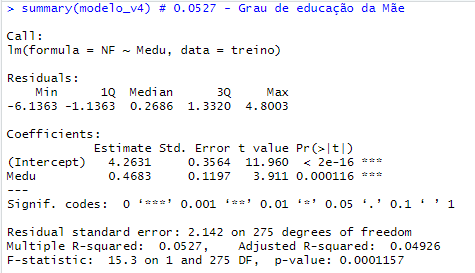 > summary(modelo_v4) # 0.0527 - Grau de educação da Mãe
Call:
lm(formula = NF ~ Medu, data = treino)
Residuals:
    Min      1Q  Median      3Q     Max
-6.1363 -1.1363  0.2686  1.3320  4.8003
Coefficients:
            Estimate Std. Error t value Pr(>|t|)
(Intercept)   4.2631     0.3564  11.960  < 2e-16 ***
Medu          0.4683     0.1197   3.911 0.000116 ***
---
Signif. codes:  0 ‘***’ 0.001 ‘**’ 0.01 ‘*’ 0.05 ‘.’ 0.1 ‘ ’ 1
Residual standard error: 2.142 on 275 degrees of freedom
Multiple R-squared:  0.0527,    Adjusted R-squared:  0.04926
F-statistic:  15.3 on 1 and 275 DF,  p-value: 0.0001157